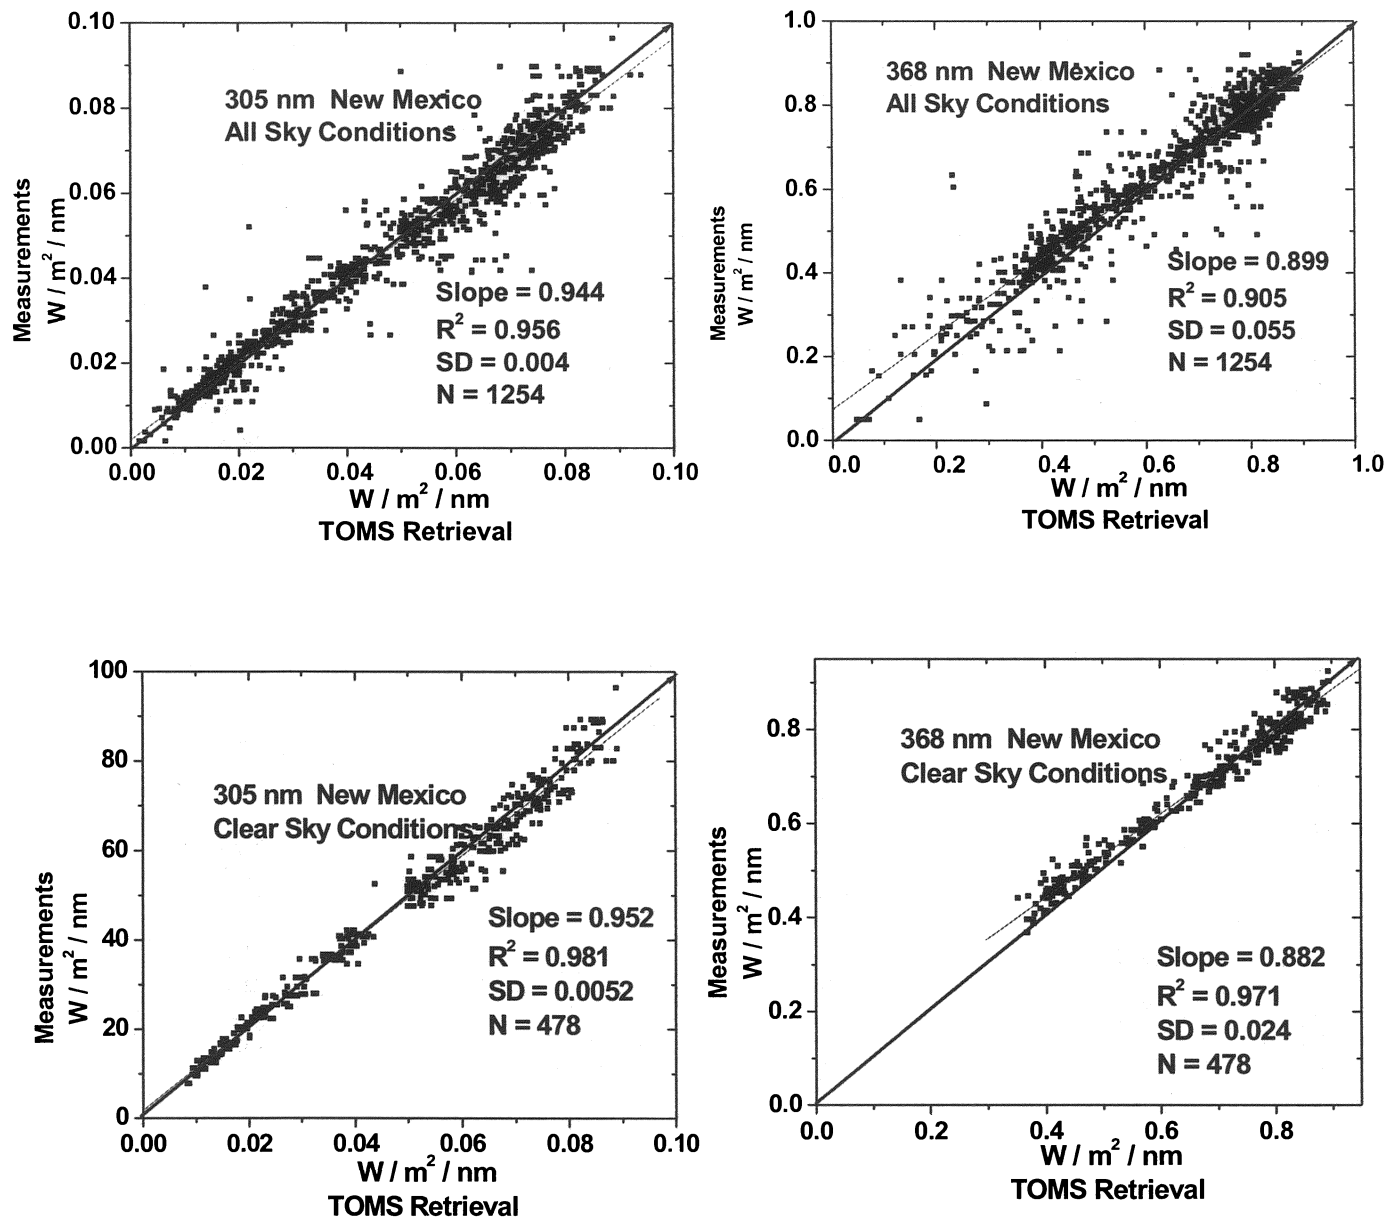 0.10
0.08
0.06
0.04
0.02
0.00
Measurements
W / m² / nm
305 nm New Mexico
All Sky Conditions
Slope = 0.944
R² = 0.956
SD = 0.004
N = 1254
0.00 0.02 0.04 0.06 0.08 0.10
W / m² / nm
TOMS Retrieval
1.0
0.8
0.6
0.4
0.2
0.0
Measurements
W / m² / nm
368 nm New Mexico
All Sky Conditions
Slope = 0.899
R² = 0.905
SD = 0.055
N = 1254
0.0 0.2 0.4 0.6 0.8 1.0
W / m² / nm
TOMS Retrieval
100
80
60
40
20
0
Measurements
W / m² / nm
305 nm New Mexico
Clear Sky Conditions
Slope = 0.952
R² = 0.981
SD = 0.0052
N = 478
0.00 0.02 0.04 0.06 0.08 0.10
W / m² / nm
TOMS Retrieval
0.8
0.6
0.4
0.2
0.0
Measurements
W / m² / nm
368 nm New Mexico
Clear Sky Conditions
Slope = 0.882
R² = 0.971
SD = 0.024
N = 478
0.0 0.2 0.4 0.6 0.8
W / m² / nm
TOMS Retrieval